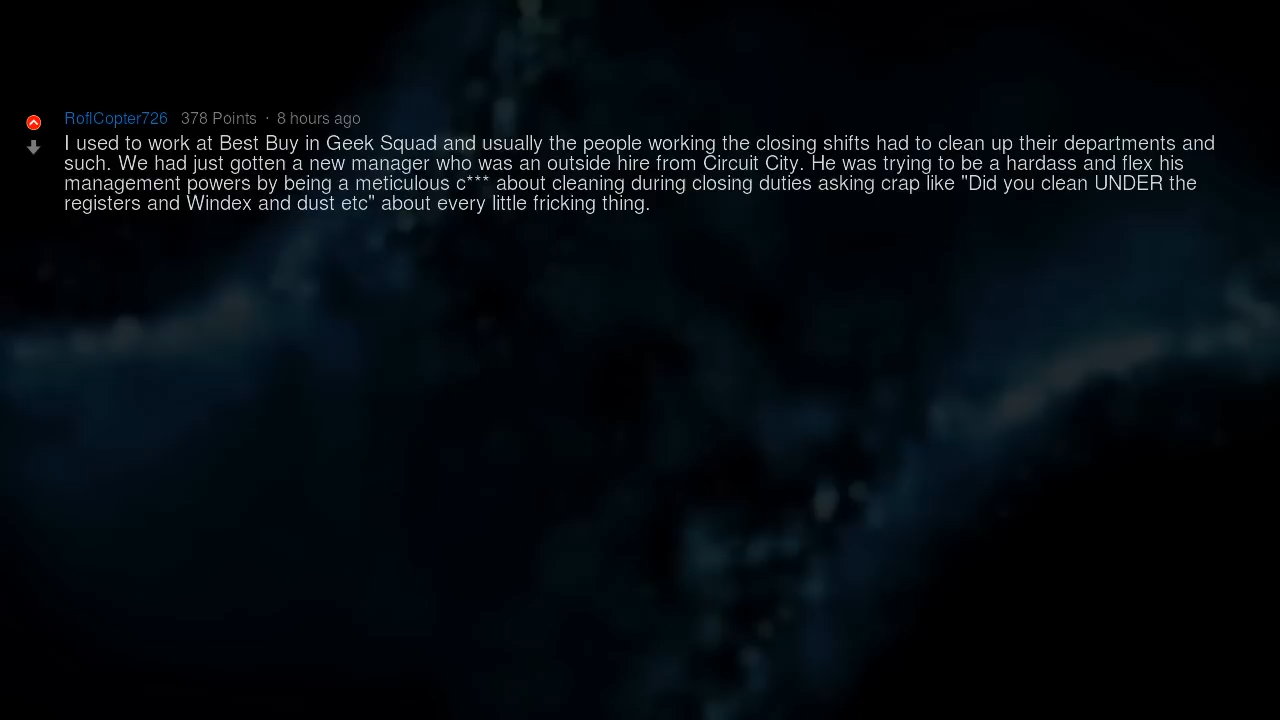 RoflCopter726 378 Points · 8 hours ago
I used to work at Best Buy in Geek Squad and usually the people working the closing shifts had to clean up their departments and
such. We had just gotten a new manager who was an outside hire from Circuit City. He was trying to be a hardass and flex his
management powers by being a meticulous c*** about cleaning during closing duties asking crap like "Did you clean UNDER the
registers and Windex and dust etc" about every little fricking thing.